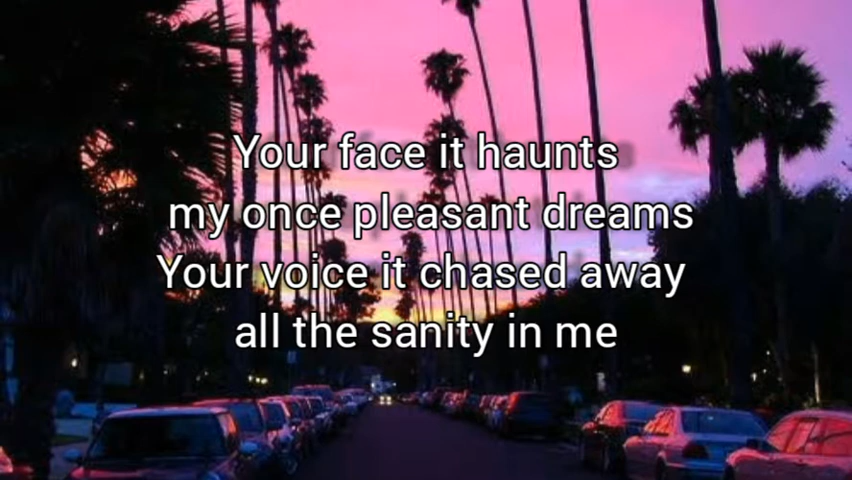 Your face it haunts
my once pleasant dreams
Your voice it chased away
all the sanity in me